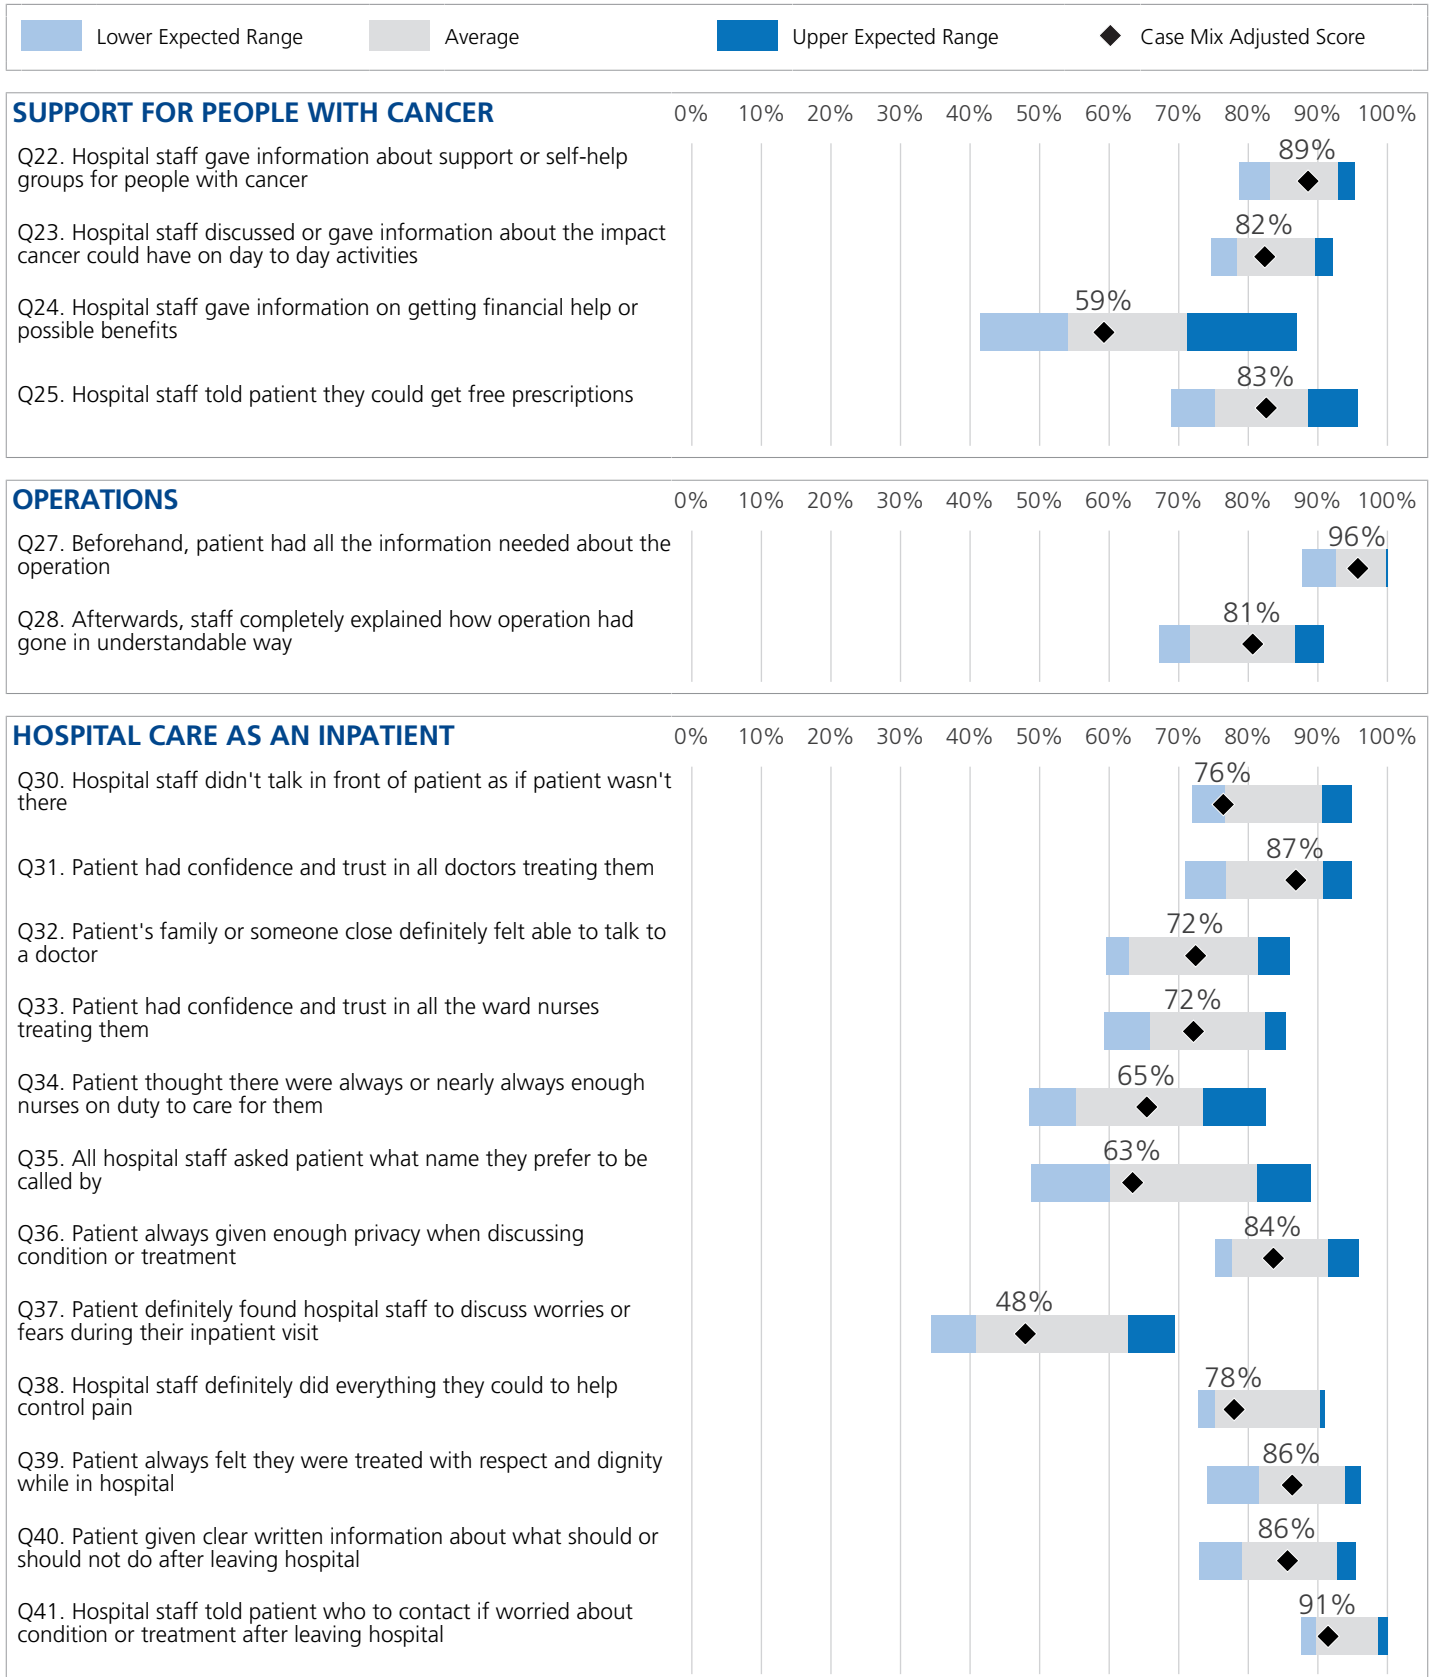 Lower Expected Range Average Upper Expected Range Case Mix Adjusted Score
SUPPORT FOR PEOPLE WITH CANCER 0% 10% 20% 30% 40% 50% 60% 70% 80% 90% 100%
Q22. Hospital staff gave information about support or self-help
groups for people with cancer
89%
Q23. Hospital staff discussed or gave information about the impact
cancer could have on day to day activities
82%
Q24. Hospital staff gave information on getting financial help or
possible benefits
59%
Q25. Hospital staff told patient they could get free prescriptions
83%
OPERATIONS 0% 10% 20% 30% 40% 50% 60% 70% 80% 90% 100%
Q27. Beforehand, patient had all the information needed about the
operation
96%
Q28. Afterwards, staff completely explained how operation had
gone in understandable way
81%
HOSPITAL CARE AS AN INPATIENT 0% 10% 20% 30% 40% 50% 60% 70% 80% 90% 100%
Q30. Hospital staff didn't talk in front of patient as if patient wasn't
there
76%
Q31. Patient had confidence and trust in all doctors treating them
87%
Q32. Patient's family or someone close definitely felt able to talk to
a doctor
72%
Q33. Patient had confidence and trust in all the ward nurses
treating them
72%
Q34. Patient thought there were always or nearly always enough
nurses on duty to care for them
65%
Q35. All hospital staff asked patient what name they prefer to be
called by
63%
Q36. Patient always given enough privacy when discussing
condition or treatment
84%
Q37. Patient definitely found hospital staff to discuss worries or
fears during their inpatient visit
48%
Q38. Hospital staff definitely did everything they could to help
control pain
78%
Q39. Patient always felt they were treated with respect and dignity
while in hospital
86%
Q40. Patient given clear written information about what should or
should not do after leaving hospital
86%
Q41. Hospital staff told patient who to contact if worried about
condition or treatment after leaving hospital
91%